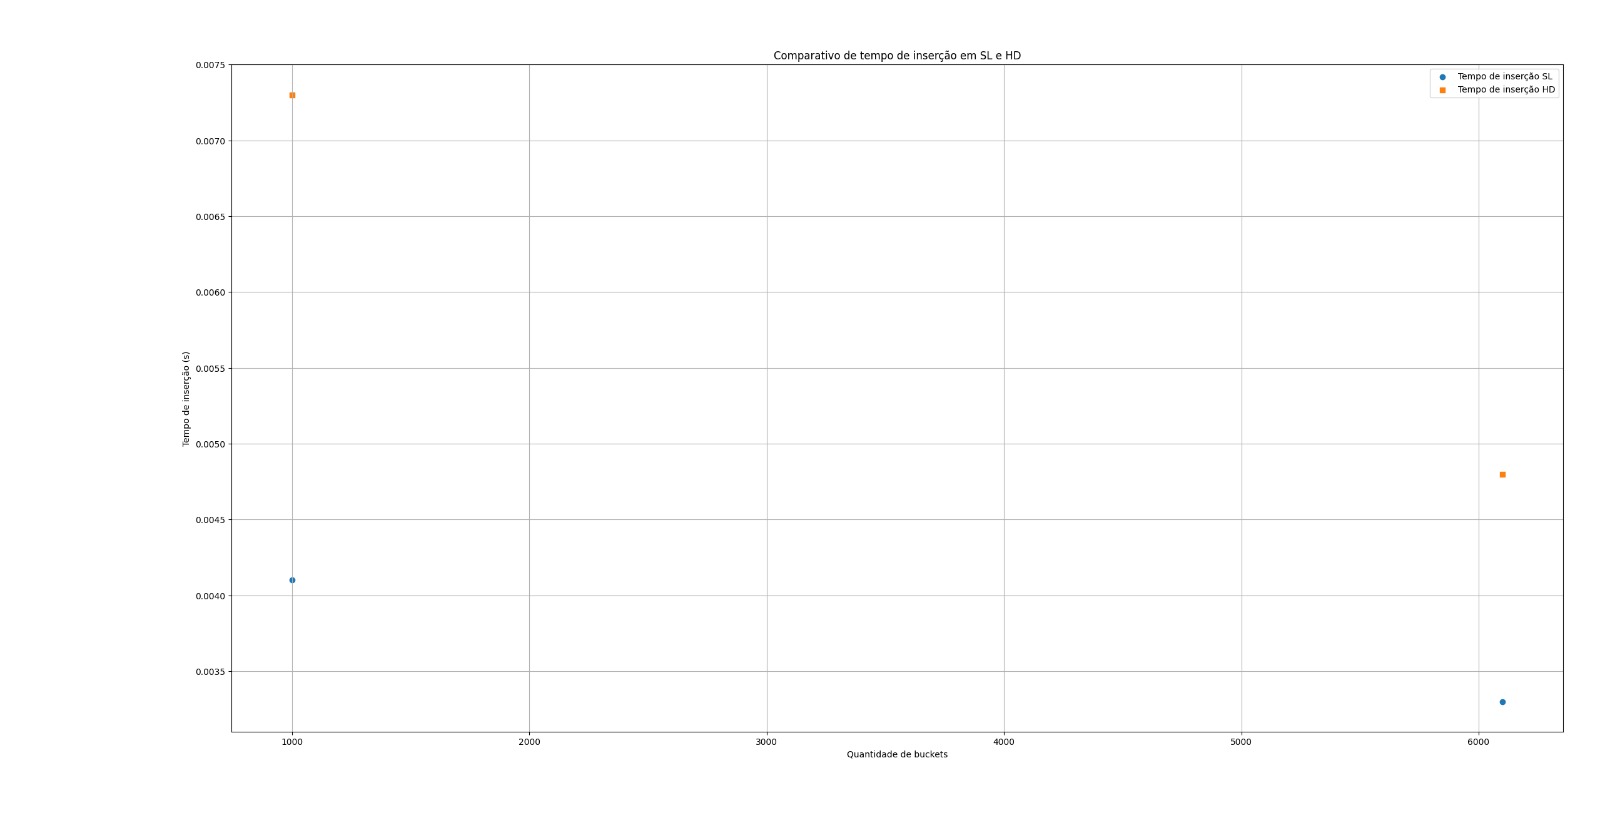 Comparativo de tempo de inserção em SL e HD
Tempo de inserção SL
Tempo de inserção HD
Tempo de inserção (s)
0.0075
0.0070
0.0065
0.0060
0.0055
0.0050
0.0045
0.0040
0.0035
1000 2000 3000 4000 5000 6000
Quantidade de buckets